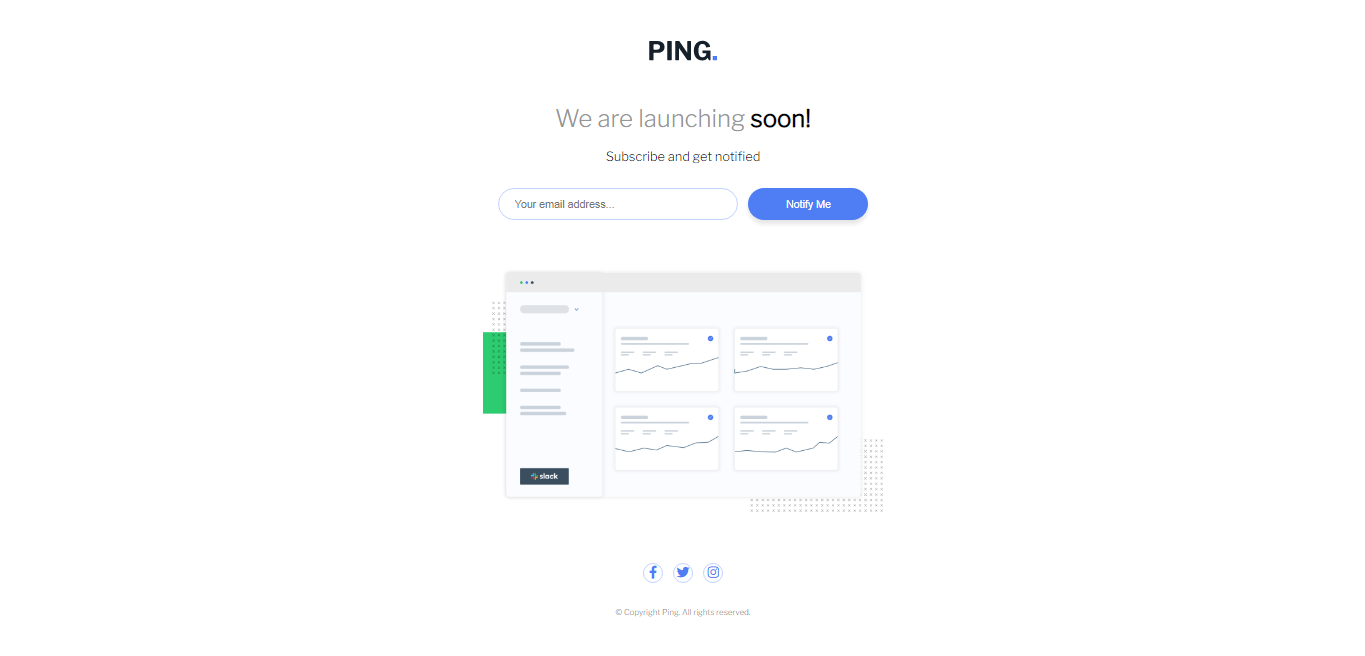 PING.
We are launching soon!
Subscribe and get notified
Your email address...
Notify Me
slack
© Copyright Ping. All rights reserved.